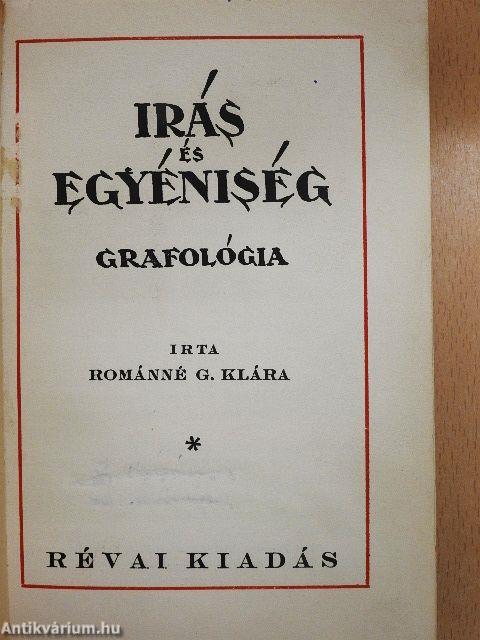 IRÁS
ÉS
EGYÉNISÉG
GRAFOLÓGIA
IRTA
ROMÁNNÉ G. KLÁRA
*
RÉVAI KIADÁS
Antikvárium.hu